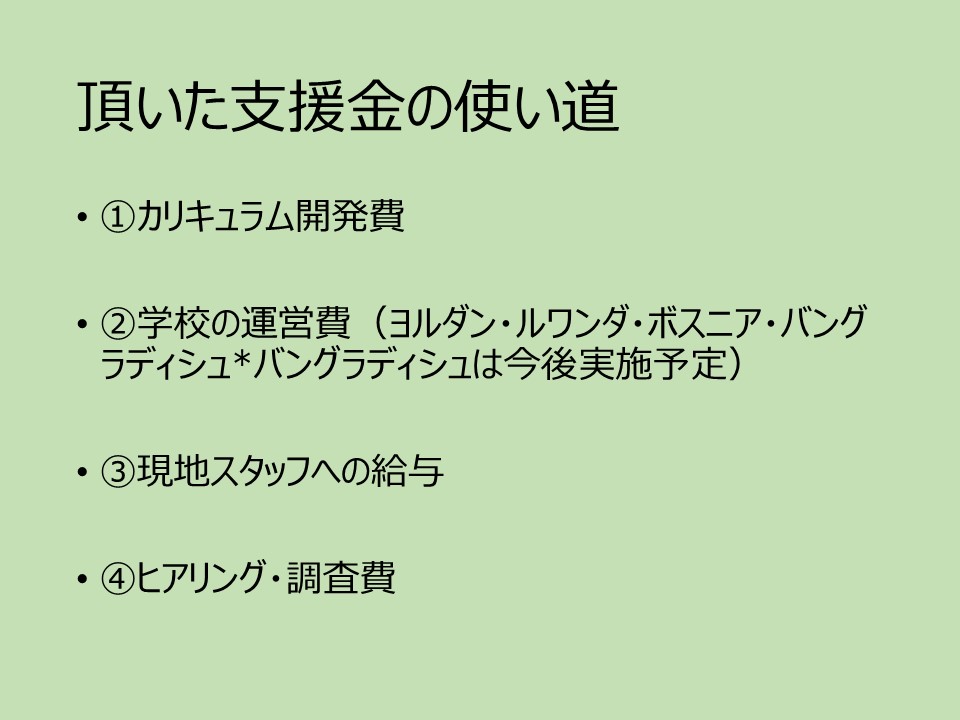 頂いた支援金の使い道
• ①カリキュラム開発費
• ②学校の運営費（ヨルダン・ルワンダ・ボスニア・バング
ラディシュ*バングラディシュは今後実施予定）
• ③現地スタッフへの給与
• ④ヒアリング・調査費